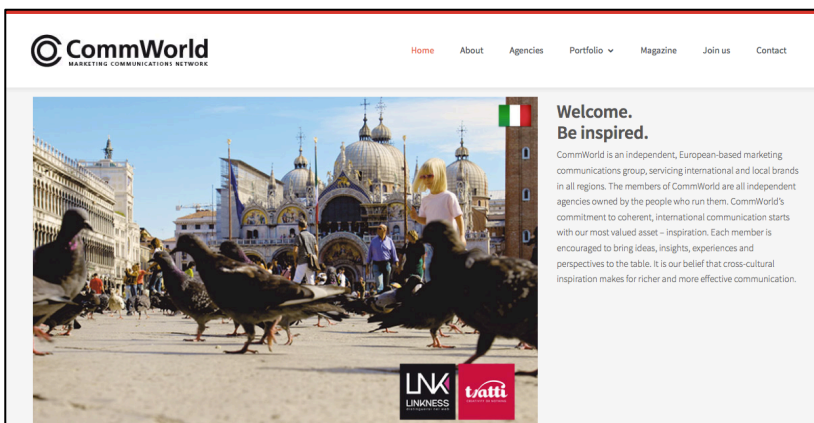 CommWorld
MARKETING COMMUNICATIONS NETWORK
Home About Agencies Portfolio Magazine Join us Contact
Welcome.
Be inspired.
CommWorld is an independent, European-based marketing
communications group, servicing international and local brands
in all regions. The members of CommWorld are all independent
agencies owned by the people who run them. CommWorld's
commitment to coherent, international communication starts
with our most valued asset – inspiration. Each member is
encouraged to bring ideas, insights, experiences and
perspectives to the table. It is our belief that cross-cultural
inspiration makes for richer and more effective communication.
LNK
LINKNESS
tratti